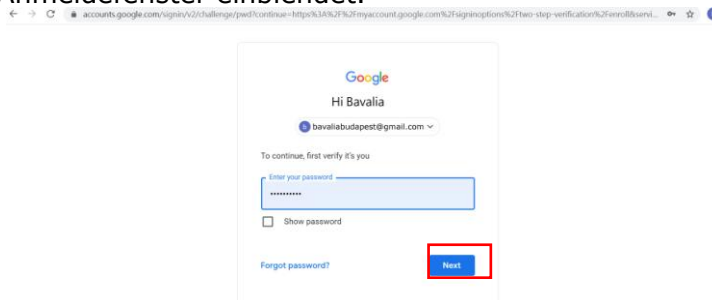 Anmeldefenster einblendet.
accounts.google.com/signin/v2/challenge/pwd?continue=https%3A%2F%2Fmyaccount.google.com%2Fsigninoptions%2Ftwo-step-verification%2Fenroll&servi...
Google
Hi Bavalia
b bavaliabudapest@gmail.com
To continue, first verify it's you
Enter your password
••••••••••
Show password
Forgot password?
Next